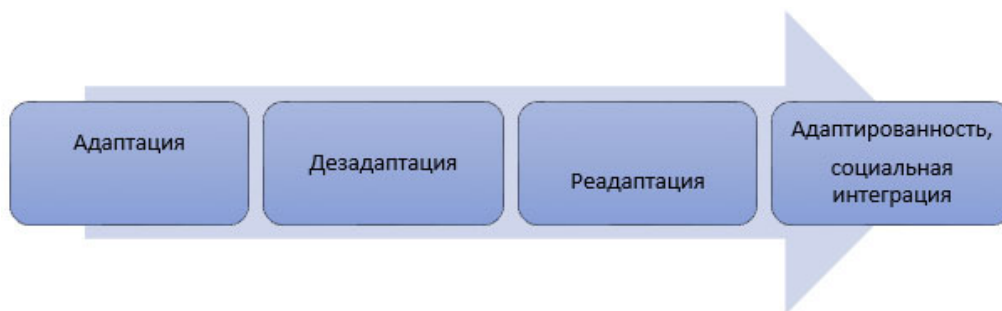 Адаптация
Дезадаптация
Реадаптация
Адаптированность,
социальная
интеграция